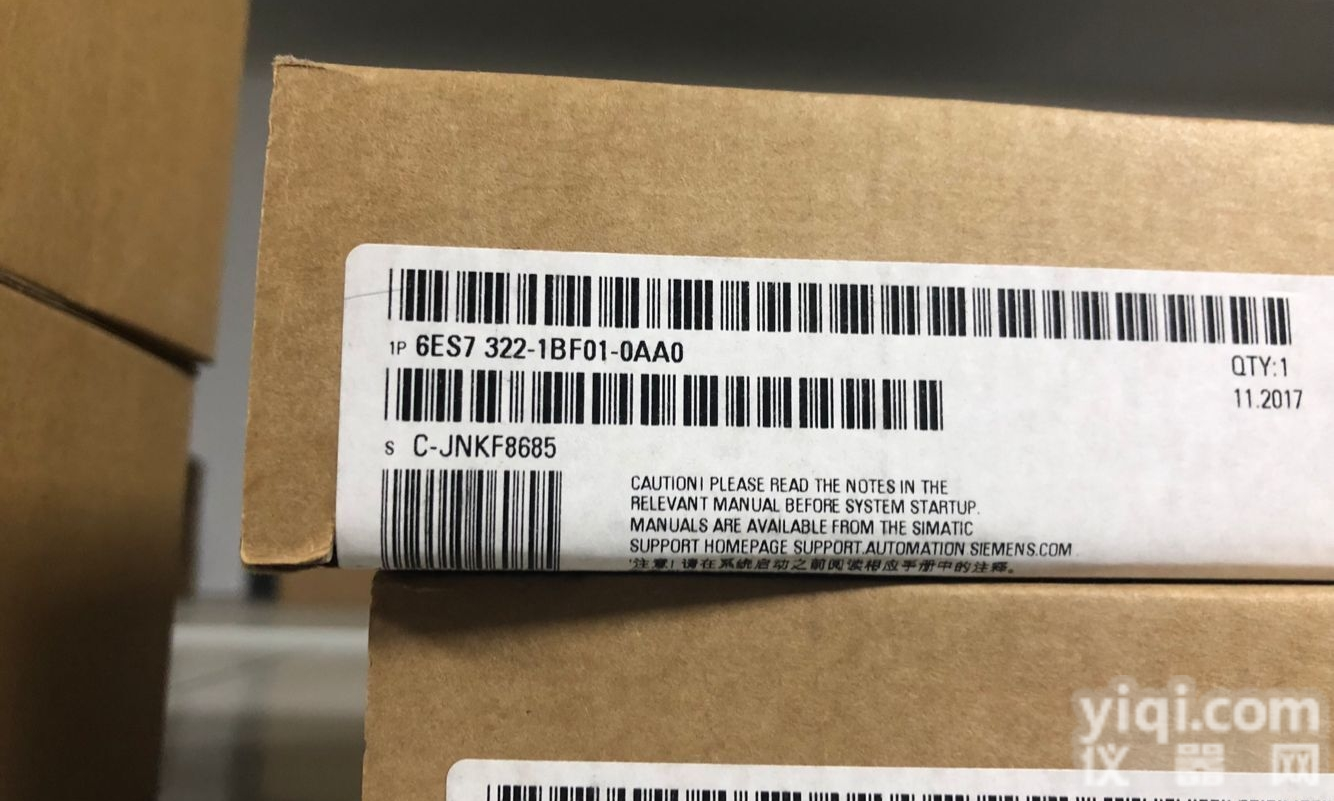 1P 6ES7 322-1BF01-0AA0
QTY:1
11.2017
S C-JNKF8685
CAUTION! PLEASE READ THE NOTES IN THE
RELEVANT MANUAL BEFORE SYSTEM STARTUP.
MANUALS ARE AVAILABLE FROM THE SIMATIC
SUPPORT HOMEPAGE SUPPORT.AUTOMATION.SIEMENS.COM
注意! 请在系统启动之前阅读相应手册中的注释。
yiqi.com
仪器网